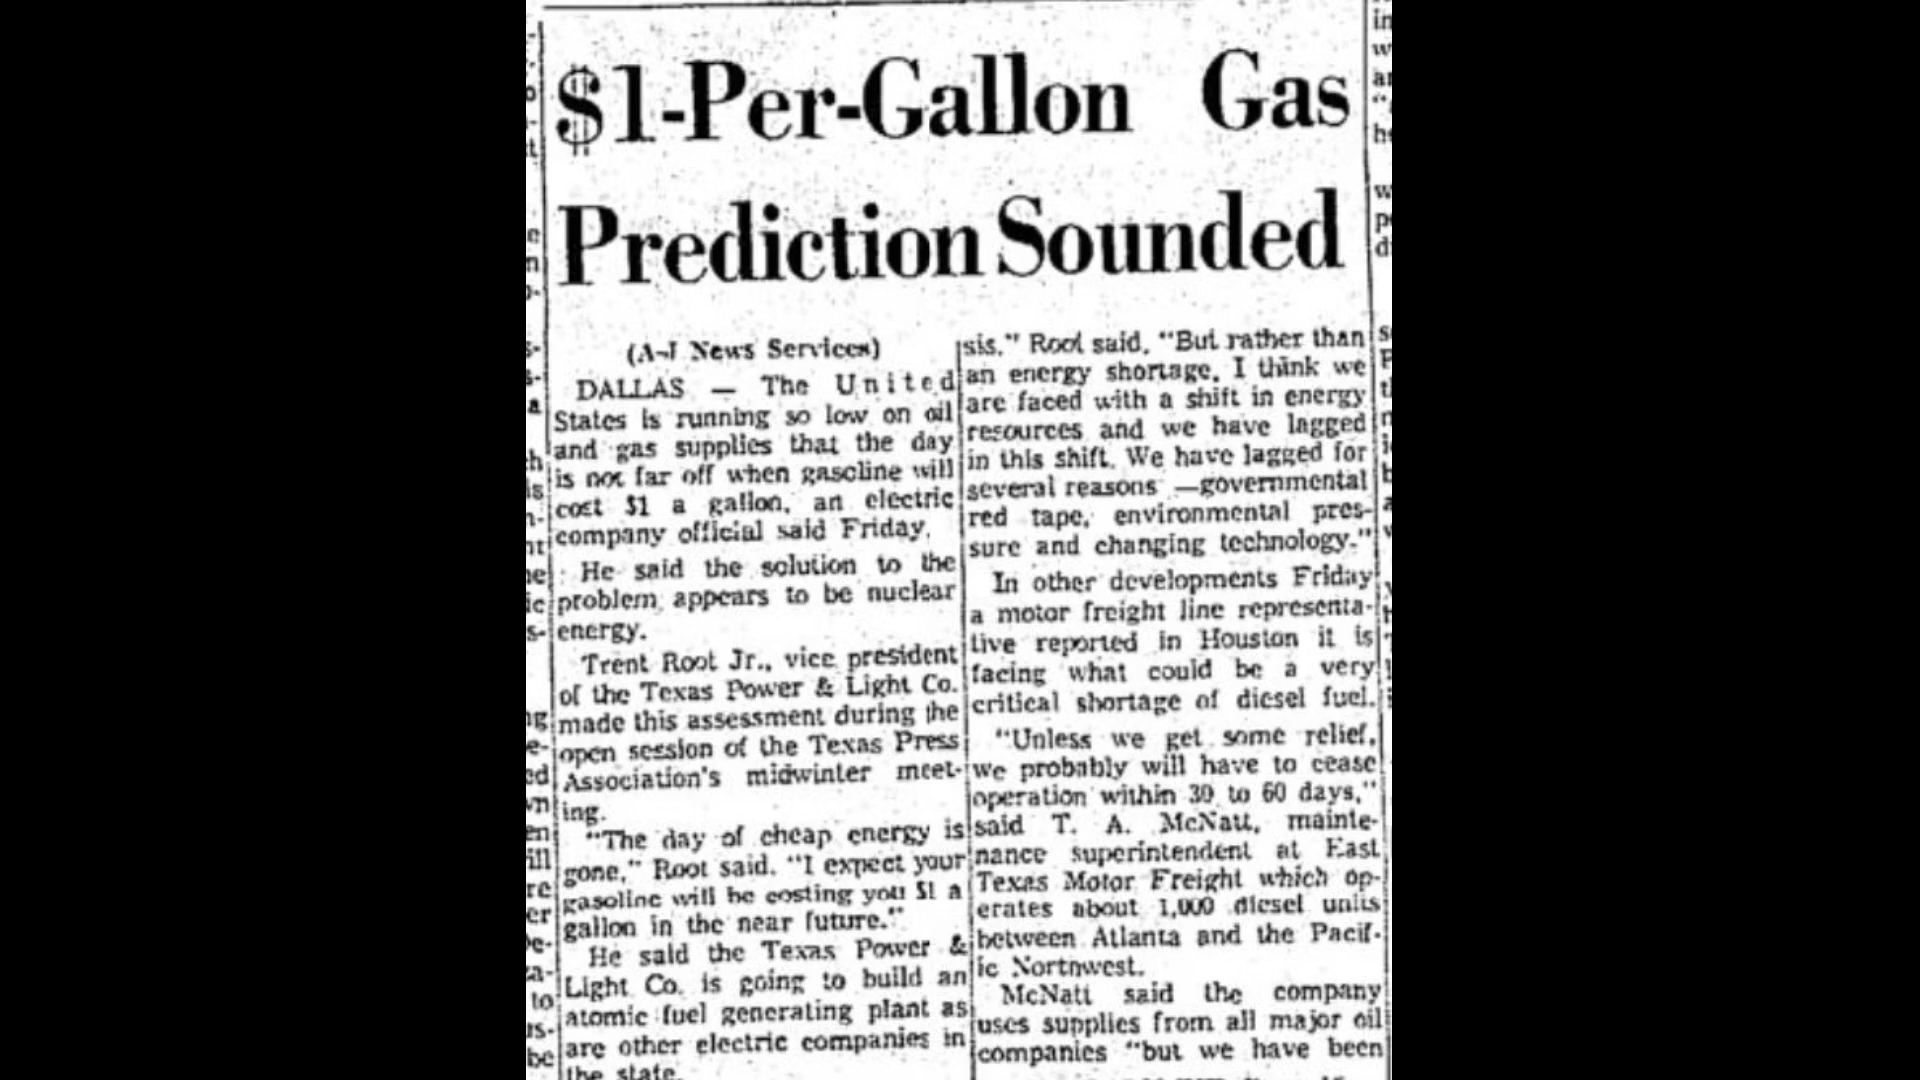 $1-Per-Gallon Gas
Prediction Sounded
(A-J News Services)
DALLAS — The United
States is running so low on oil
and gas supplies that the day
is not far off when gasoline will
cost $1 a gallon, an electric
company official said Friday.
He said the solution to the
problem appears to be nuclear
energy.
Trent Root Jr., vice president
of the Texas Power & Light Co.
made this assessment during the
open session of the Texas Press
Association's midwinter meet-
ing.
"The day of cheap energy is
gone," Root said. "I expect your
gasoline will be costing you $1 a
gallon in the near future."
He said the Texas Power &
Light Co. is going to build an
atomic fuel generating plant as
are other electric companies in
the state.
sis," Root said. "But rather than
an energy shortage, I think we
are faced with a shift in energy
resources and we have lagged
in this shift. We have lagged for
several reasons —governmental
red tape, environmental pres-
sure and changing technology."
In other developments Friday
a motor freight line representa-
tive reported in Houston it is
facing what could be a very
critical shortage of diesel fuel.
"Unless we get some relief,
we probably will have to cease
operation within 30 to 60 days,"
said T. A. McNatt, mainte-
nance superintendent at East
Texas Motor Freight which op-
erates about 1,000 diesel units
between Atlanta and the Pacif-
ic Northwest.
McNatt said the company
uses supplies from all major oil
companies "but we have been